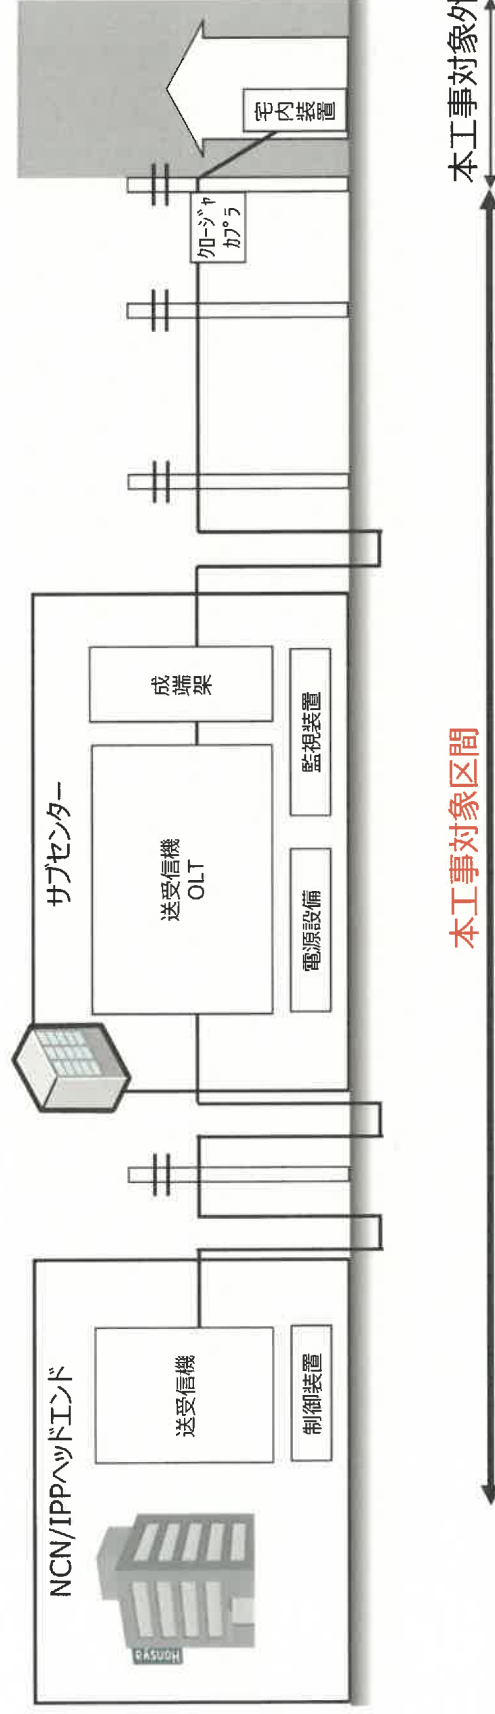 NCN/IPPヘッドエンド
送受信機
制御装置
サブセンター
送受信機
OLT
成端架
電源設備
監視装置
クロージャ
カプラ
宅内装置
本工事対象区間
本工事対象外